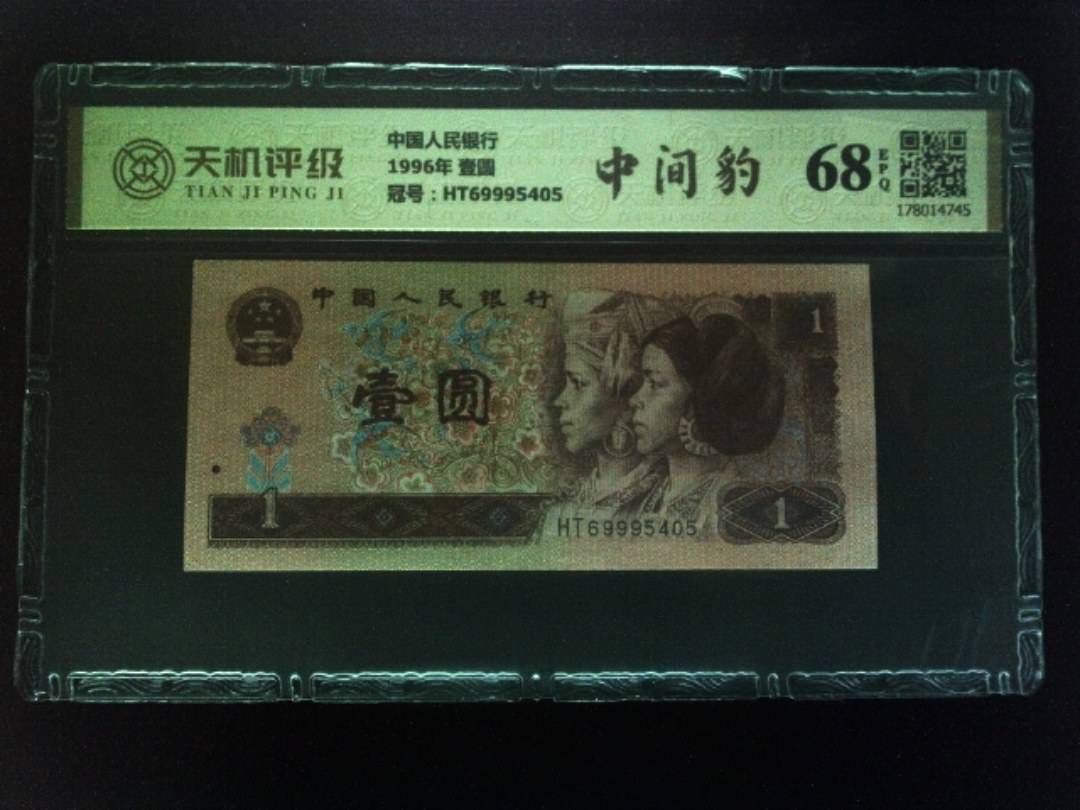 天机评级
TIAN JI PING JI
中国人民银行
1996年 壹圆
冠号：HT69995405
中间豹
68
EPQ
178014745
中国人民银行
1
壹圆
1
HT69995405
1